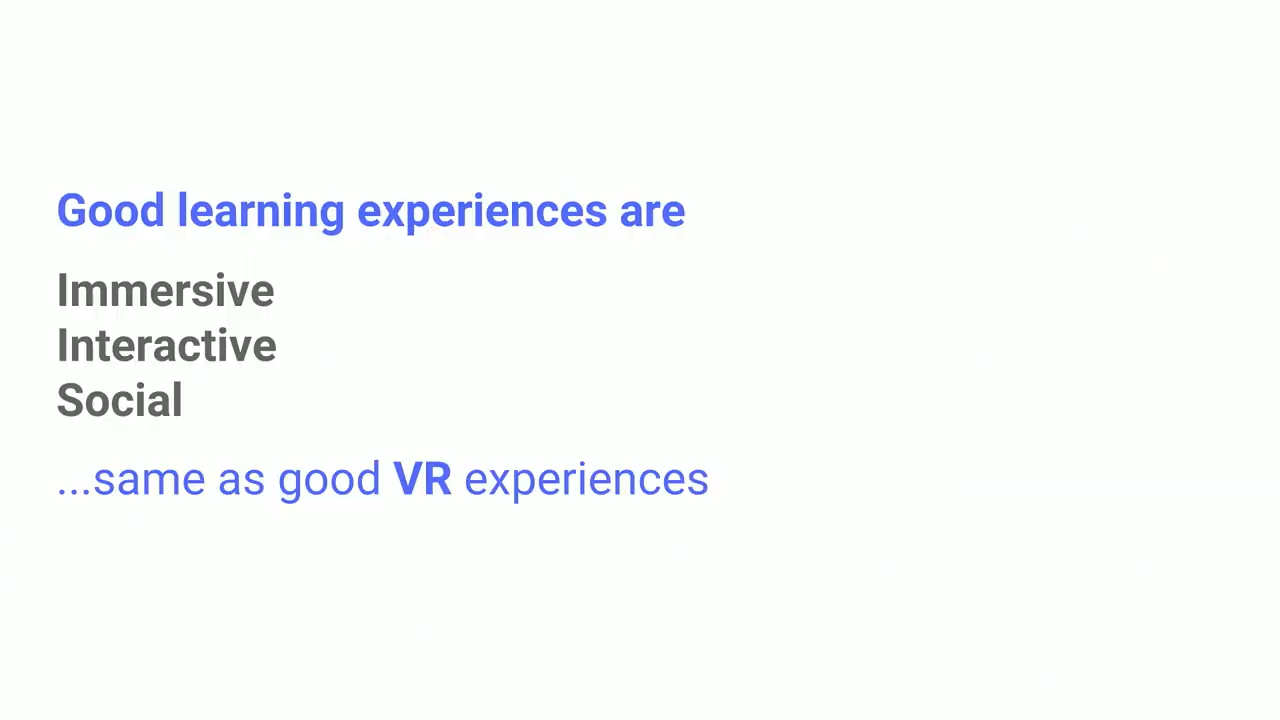 Good learning experiences are
Immersive
Interactive
Social
...same as good VR experiences